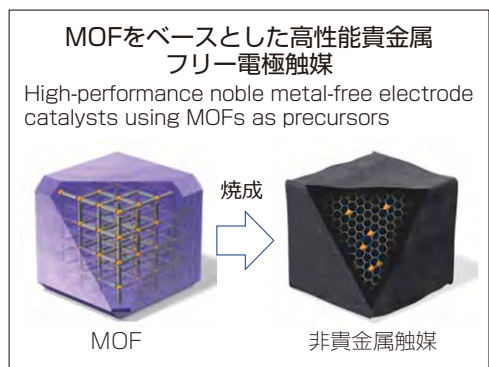 MOFをベースとした高性能貴金属
フリー電極触媒
High-performance noble metal-free electrode
catalysts using MOFs as precursors
焼成
MOF
非貴金属触媒